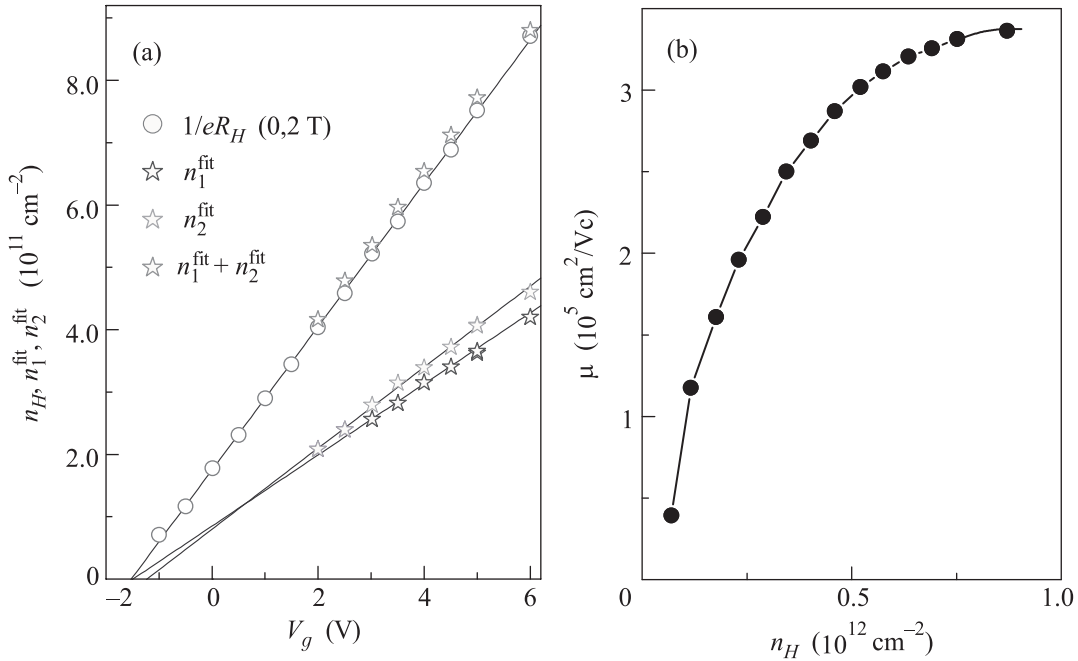 (a)
1/eR_H (0,2 T)
n_1^fit
n_2^fit
n_1^fit + n_2^fit
n_H, n_1^fit, n_2^fit (10^11 cm^−2)
8.0
6.0
4.0
2.0
0
−2 0 2 4 6
V_g (V)
(b)
μ (10^5 cm^2/Vc)
3
2
1
0 0.5 1.0
n_H (10^12 cm^−2)